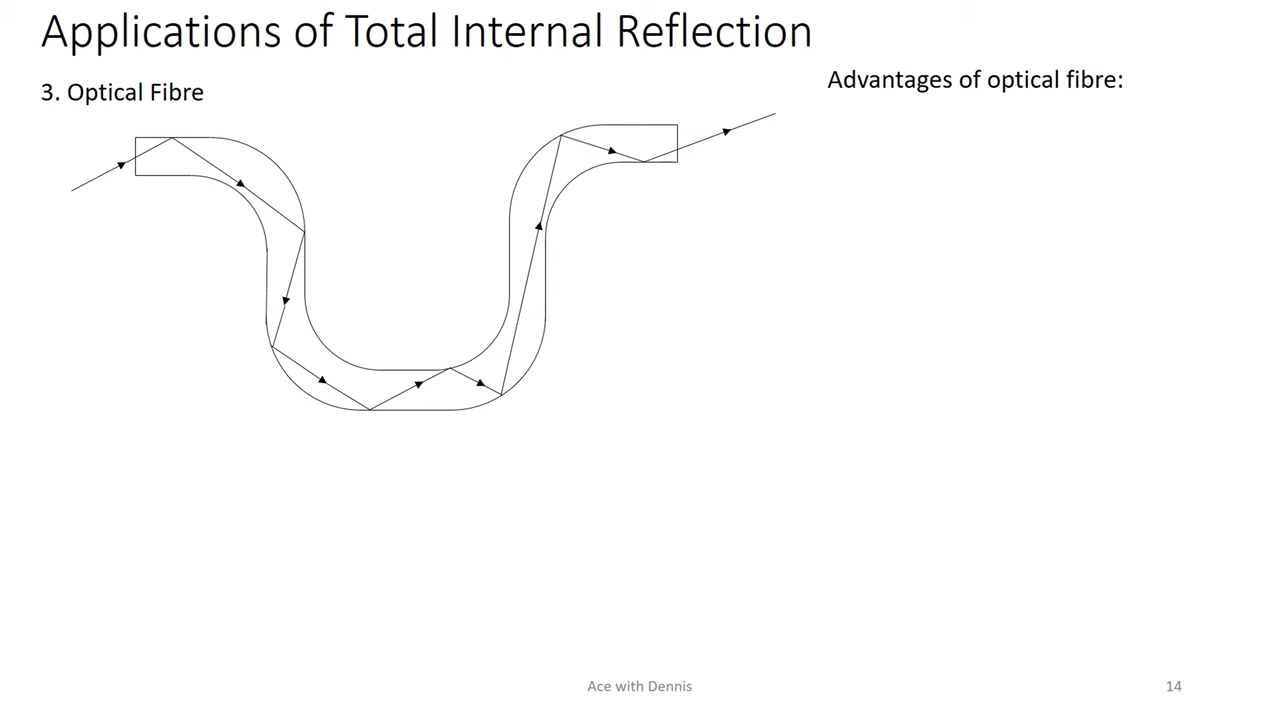 Applications of Total Internal Reflection
3. Optical Fibre
Advantages of optical fibre:
Ace with Dennis
14